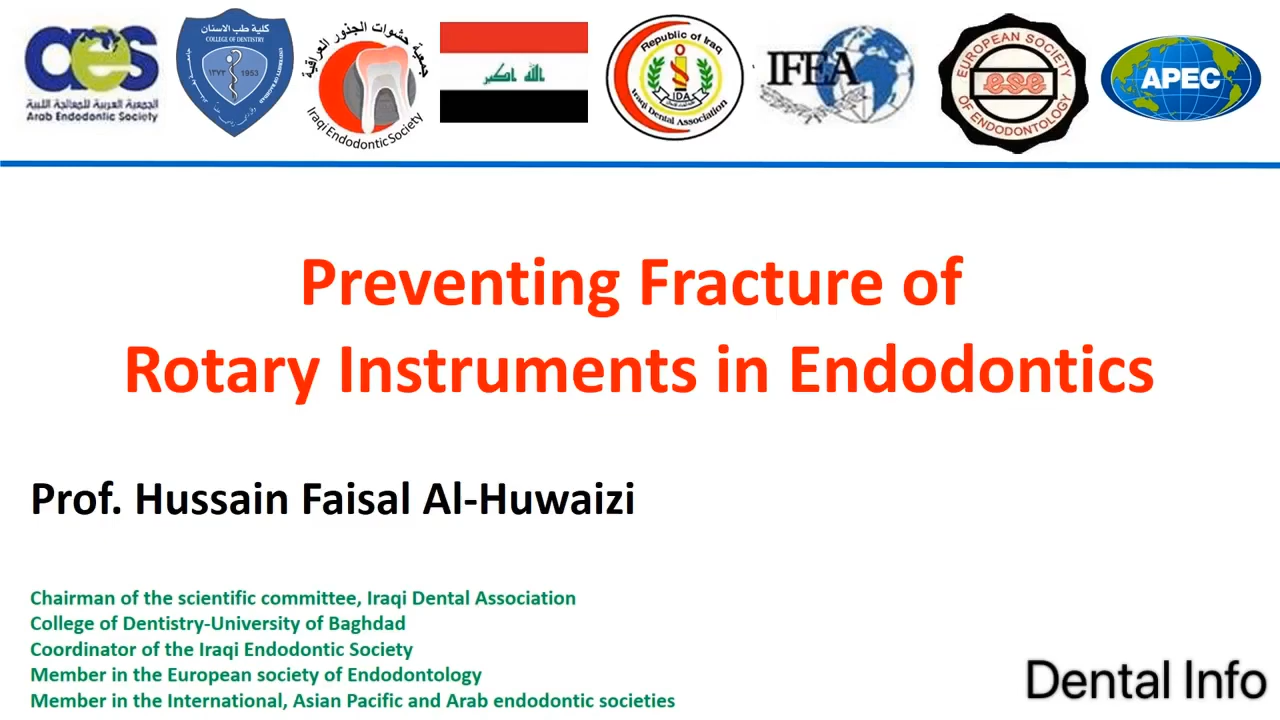 aes
الجمعية العربية للمعالجة اللبية
Arab Endodontic Society
كلية طب الاسنان
COLLEGE OF DENTISTRY
١٣٧٣ 1953
جمعية حشوات الجذور العراقية
Iraqi Endodontic Society
الله اكبر
Republic of Iraq
IDA
Iraqi Dental Association
IFEA
EUROPEAN SOCIETY
ese
OF ENDODONTOLOGY
APEC
Preventing Fracture of
Rotary Instruments in Endodontics
Prof. Hussain Faisal Al-Huwaizi
Chairman of the scientific committee, Iraqi Dental Association
College of Dentistry-University of Baghdad
Coordinator of the Iraqi Endodontic Society
Member in the European society of Endodontology
Member in the International, Asian Pacific and Arab endodontic societies
Dental Info